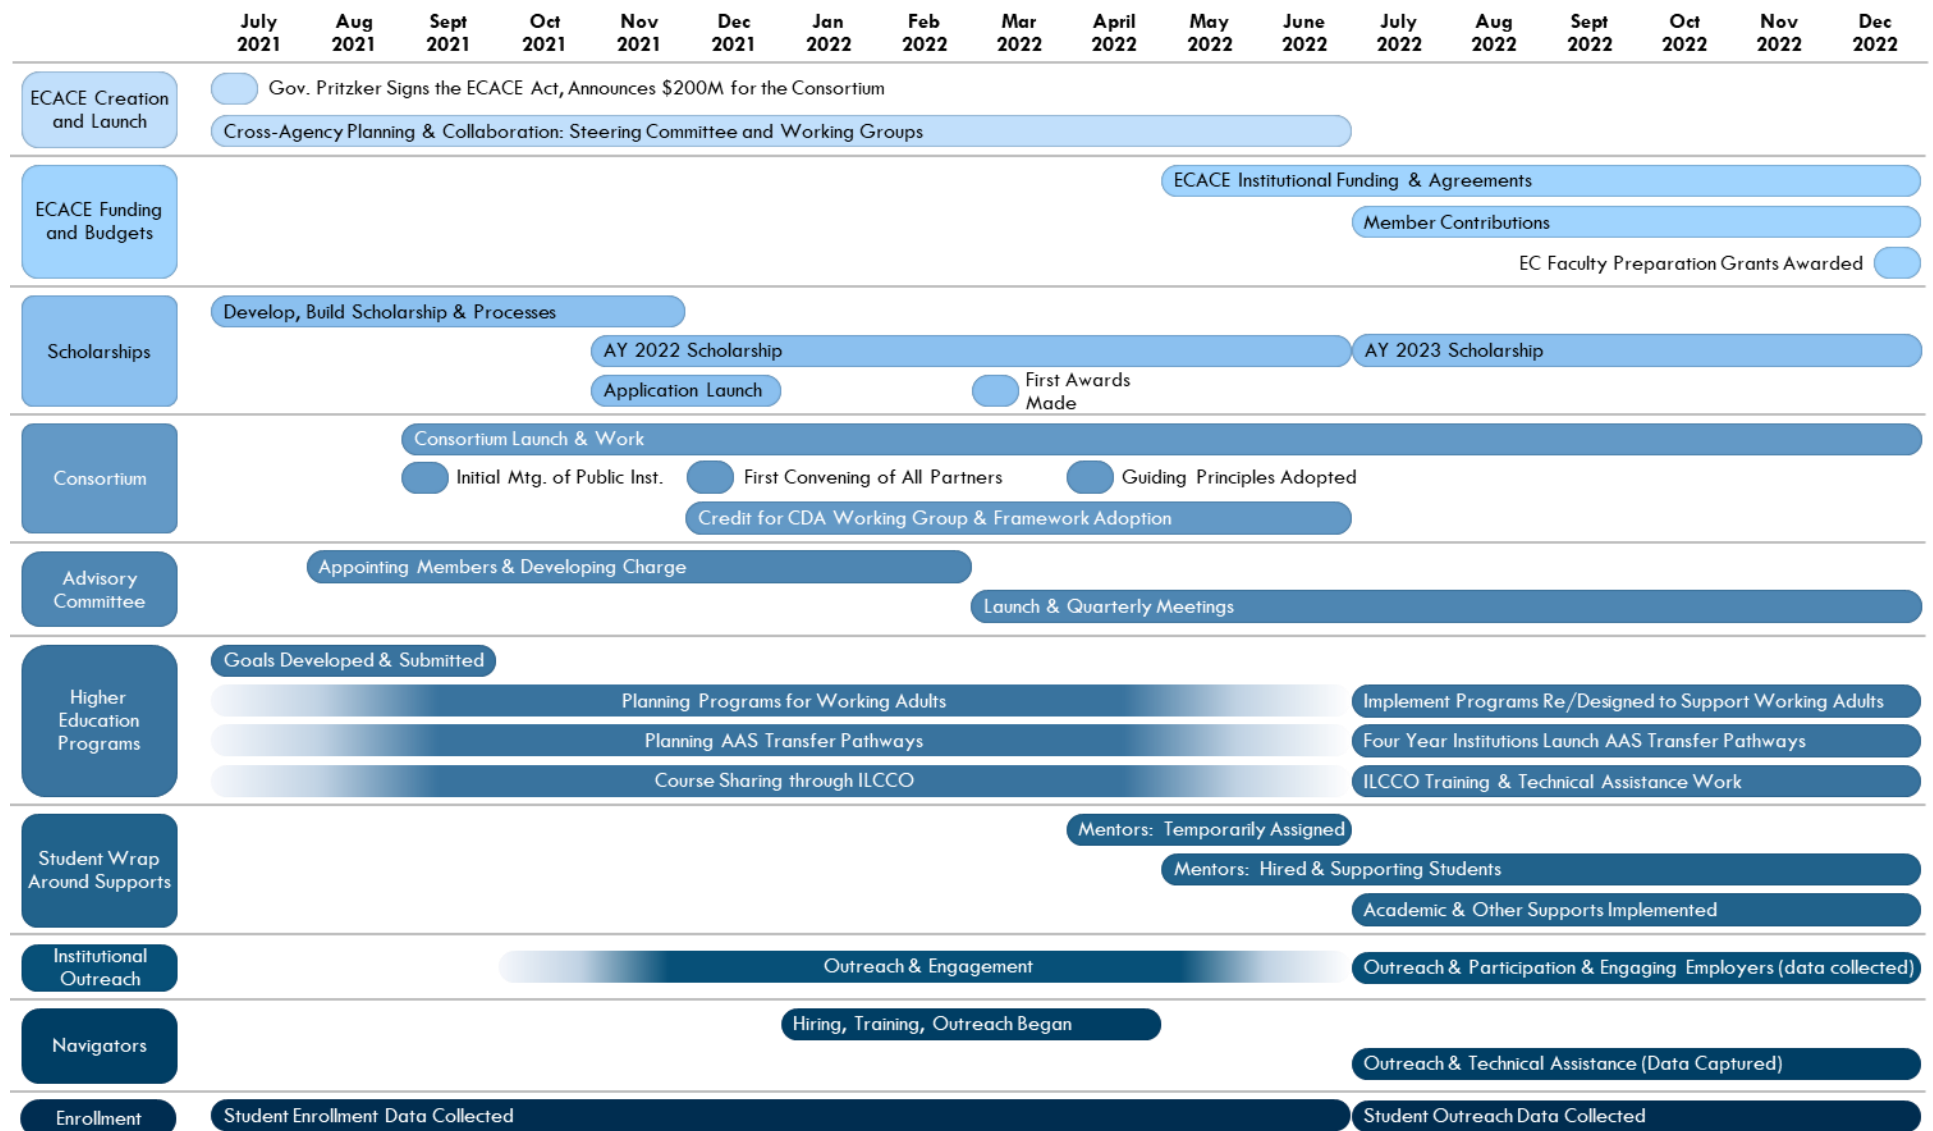 July Aug Sept Oct Nov Dec Jan Feb Mar April May June July Aug Sept Oct Nov Dec
2021 2021 2021 2021 2021 2021 2022 2022 2022 2022 2022 2022 2022 2022 2022 2022 2022 2022
ECACE Creation
and Launch
Gov. Pritzker Signs the ECACE Act, Announces $200M for the Consortium
Cross-Agency Planning & Collaboration: Steering Committee and Working Groups
ECACE Funding
and Budgets
ECACE Institutional Funding & Agreements
Member Contributions
EC Faculty Preparation Grants Awarded
Scholarships
Develop, Build Scholarship & Processes
AY 2022 Scholarship
AY 2023 Scholarship
Application Launch
First Awards
Made
Consortium
Consortium Launch & Work
Initial Mtg. of Public Inst.
First Convening of All Partners
Guiding Principles Adopted
Credit for CDA Working Group & Framework Adoption
Advisory
Committee
Appointing Members & Developing Charge
Launch & Quarterly Meetings
Higher
Education
Programs
Goals Developed & Submitted
Planning Programs for Working Adults
Implement Programs Re/Designed to Support Working Adults
Planning AAS Transfer Pathways
Four Year Institutions Launch AAS Transfer Pathways
Course Sharing through ILCCO
ILCCO Training & Technical Assistance Work
Student Wrap
Around Supports
Mentors: Temporarily Assigned
Mentors: Hired & Supporting Students
Academic & Other Supports Implemented
Institutional
Outreach
Outreach & Engagement
Outreach & Participation & Engaging Employers (data collected)
Navigators
Hiring, Training, Outreach Began
Outreach & Technical Assistance (Data Captured)
Enrollment
Student Enrollment Data Collected
Student Outreach Data Collected